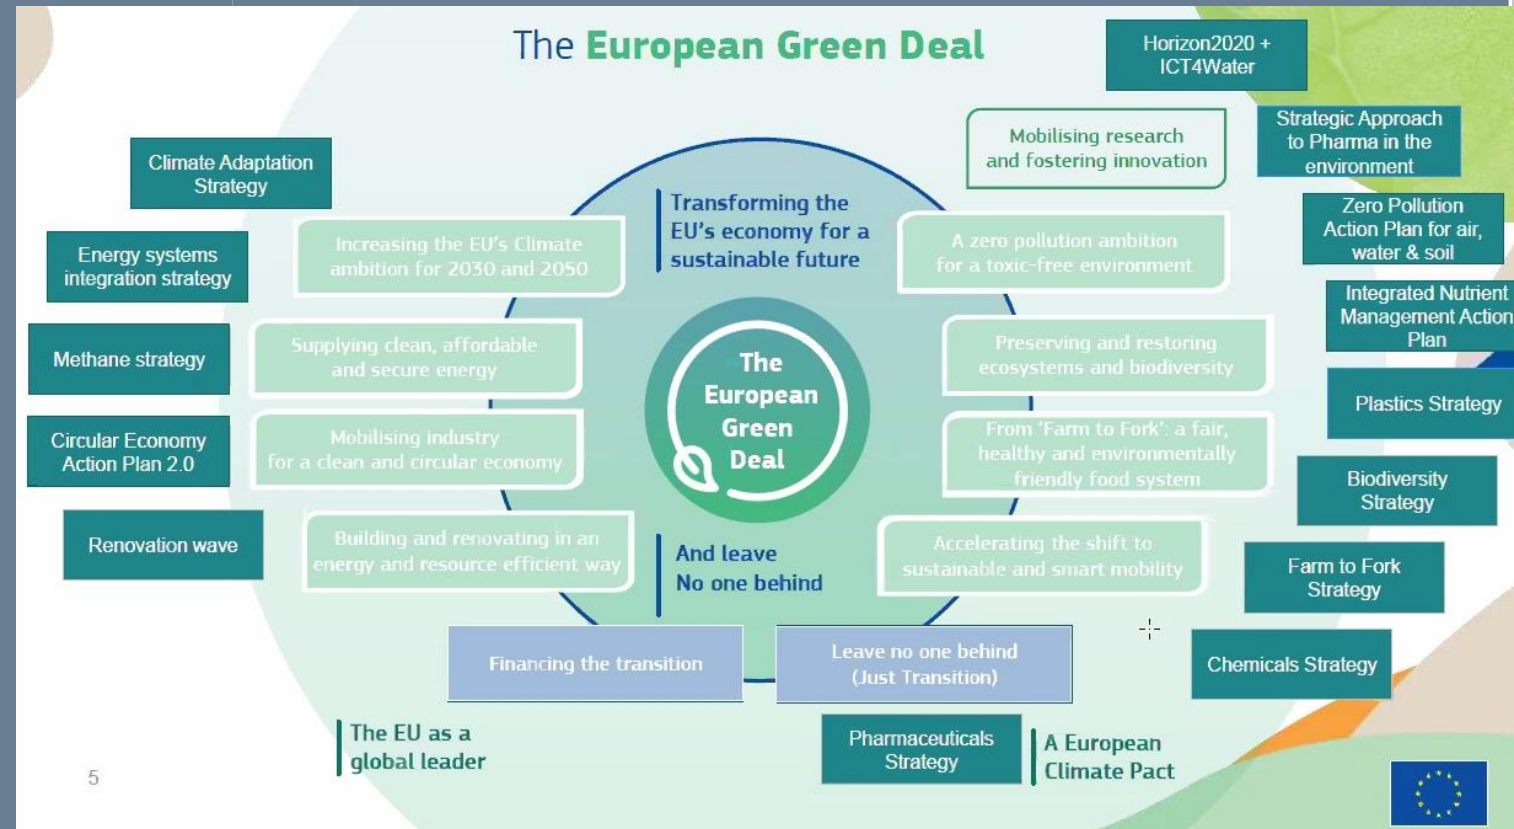 The European Green Deal
Horizon2020 +
ICT4Water
Mobilising research
and fostering innovation
Strategic Approach
to Pharma in the
environment
Climate Adaptation
Strategy
Transforming the
EU's economy for a
sustainable future
Zero Pollution
Action Plan for air,
water & soil
Energy systems
integration strategy
Increasing the EU's Climate
ambition for 2030 and 2050
A zero pollution ambition
for a toxic-free environment
Integrated Nutrient
Management Action
Plan
Methane strategy
Supplying clean, affordable
and secure energy
The
European
Green
Deal
Preserving and restoring
ecosystems and biodiversity
Plastics Strategy
Circular Economy
Action Plan 2.0
Mobilising industry
for a clean and circular economy
From 'Farm to Fork': a fair,
healthy and environmentally
friendly food system
Biodiversity
Strategy
Renovation wave
Building and renovating in an
energy and resource efficient way
And leave
No one behind
Accelerating the shift to
sustainable and smart mobility
Farm to Fork
Strategy
Financing the transition
Leave no one behind
(Just Transition)
Chemicals Strategy
The EU as a
global leader
Pharmaceuticals
Strategy
A European
Climate Pact
5